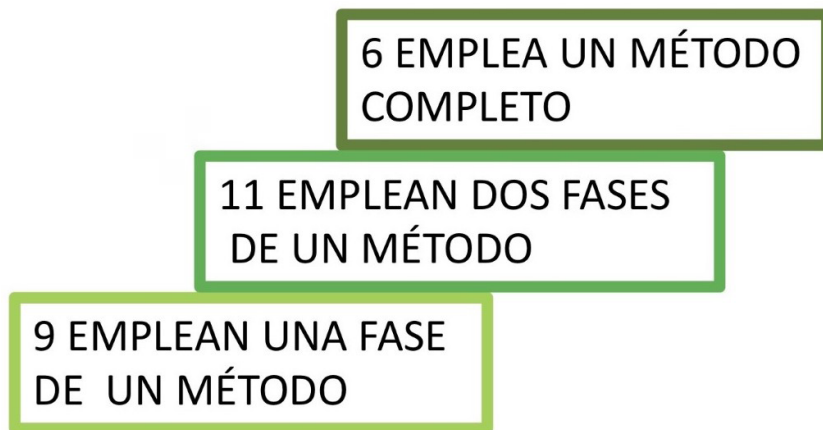 6 EMPLEA UN MÉTODO
COMPLETO
11 EMPLEAN DOS FASES
DE UN MÉTODO
9 EMPLEAN UNA FASE
DE UN MÉTODO